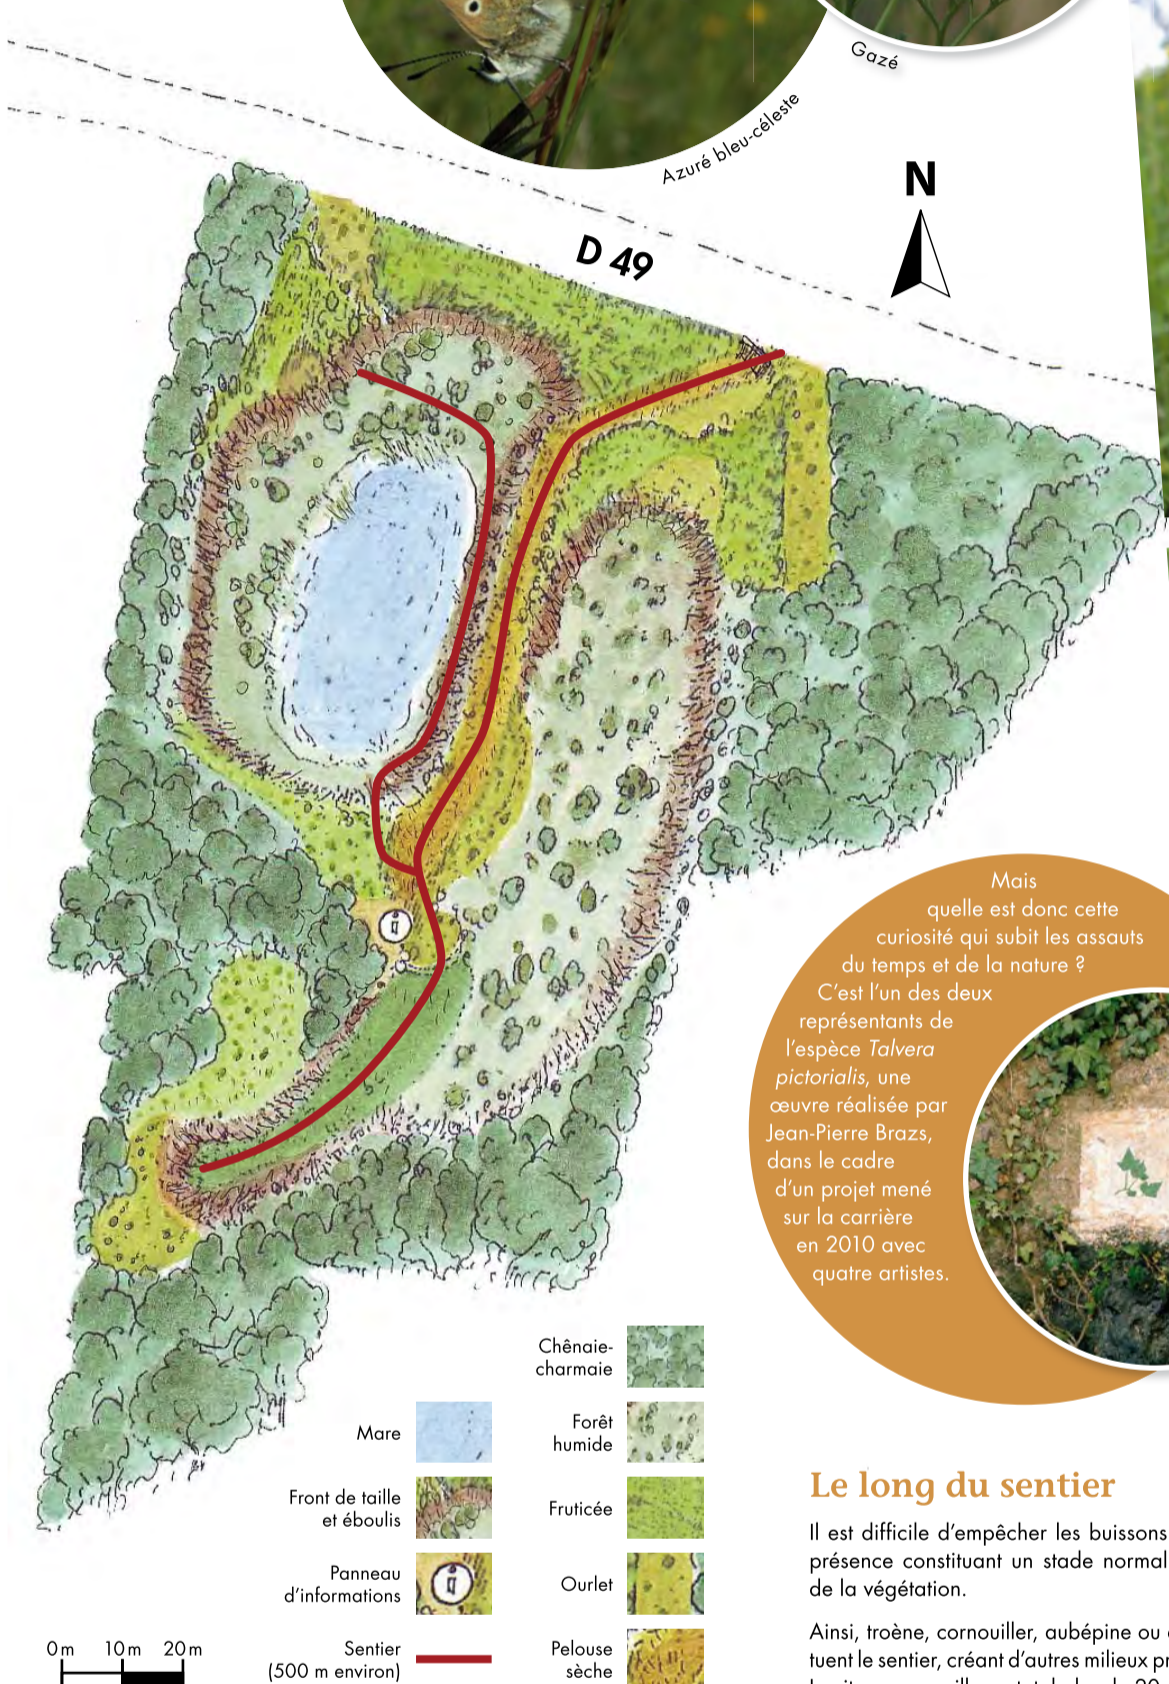 Gazé
Azuré bleu-céleste
N
D 49
Mais
quelle est donc cette
curiosité qui subit les assauts
du temps et de la nature ?
C'est l'un des deux
représentants de
l'espèce Talvera
pictorialis, une
œuvre réalisée par
Jean-Pierre Brazs,
dans le cadre
d'un projet mené
sur la carrière
en 2010 avec
quatre artistes.
Chênaie-
charmaie
Mare
Forêt
humide
Front de taille
et éboulis
Fruticée
Panneau
d'informations
Ourlet
0 m 10 m 20 m
Sentier
(500 m environ)
Pelouse
sèche
Le long du sentier
Il est difficile d'empêcher les buissons
présence constituant un stade normal
de la végétation.
Ainsi, troène, cornouiller, aubépine ou
tuent le sentier, créant d'autres milieux